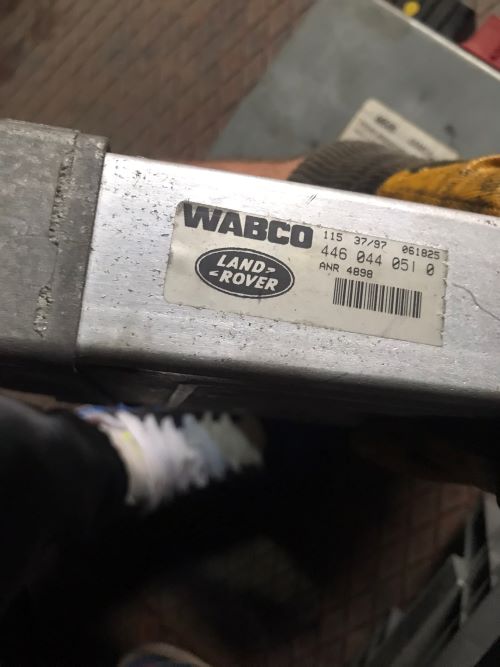 WABCO
115 37/97 061825
446 044 051 0
ANR 4898
LAND-
-ROVER